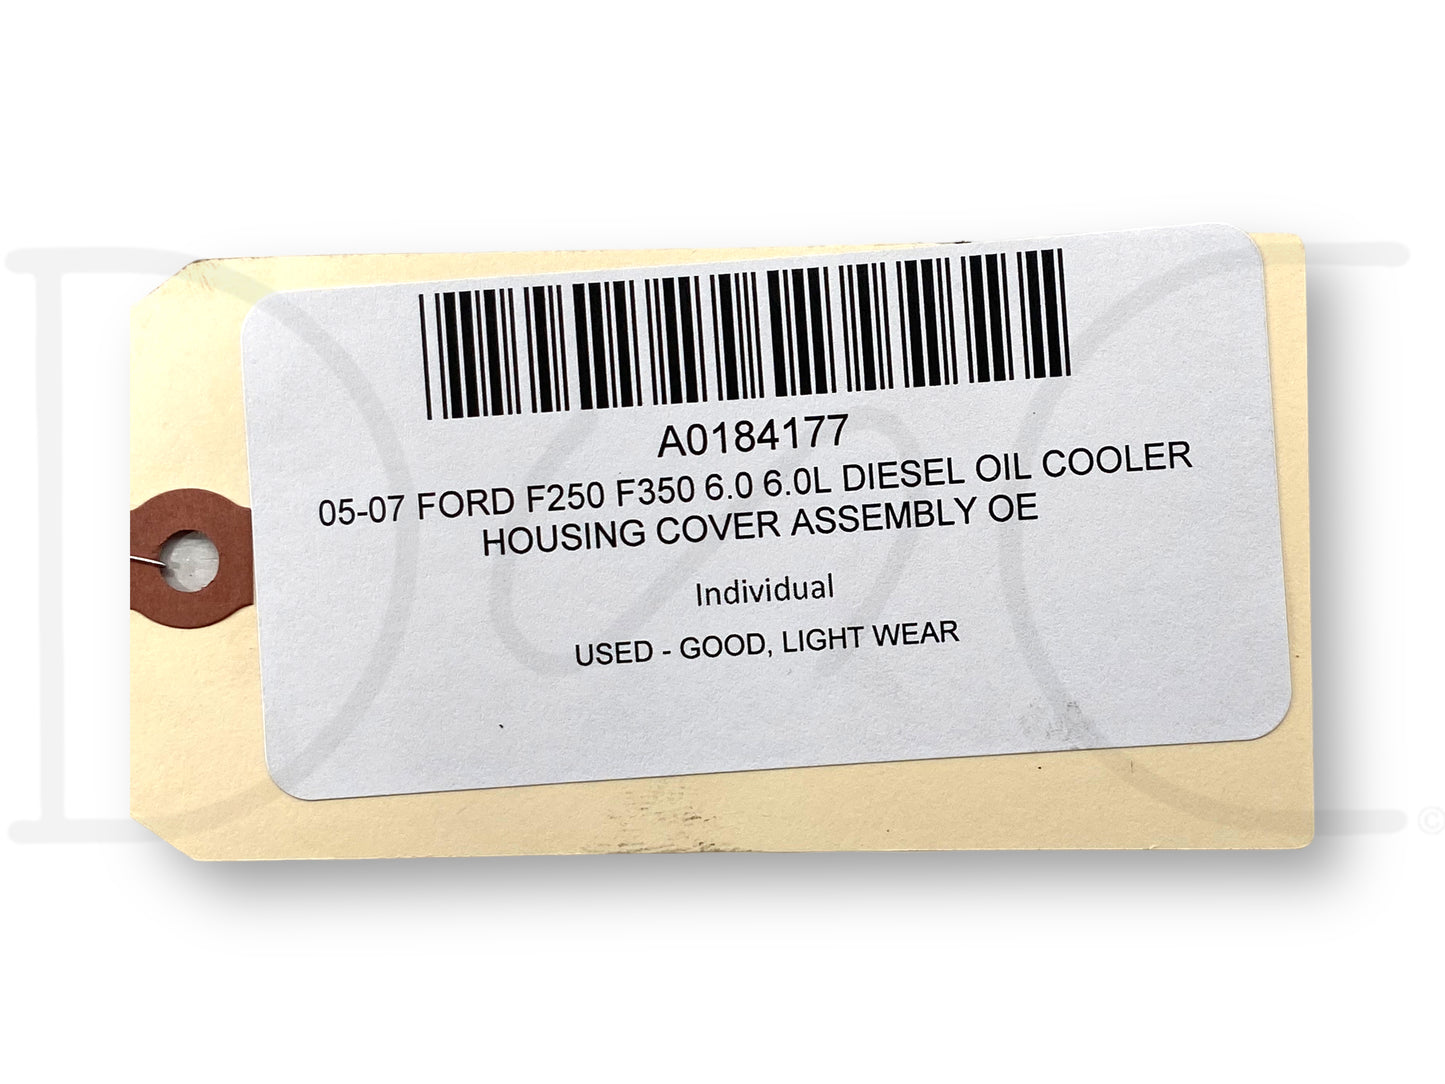 A0184177
05-07 FORD F250 F350 6.0 6.0L DIESEL OIL COOLER
HOUSING COVER ASSEMBLY OE
Individual
USED - GOOD, LIGHT WEAR
©